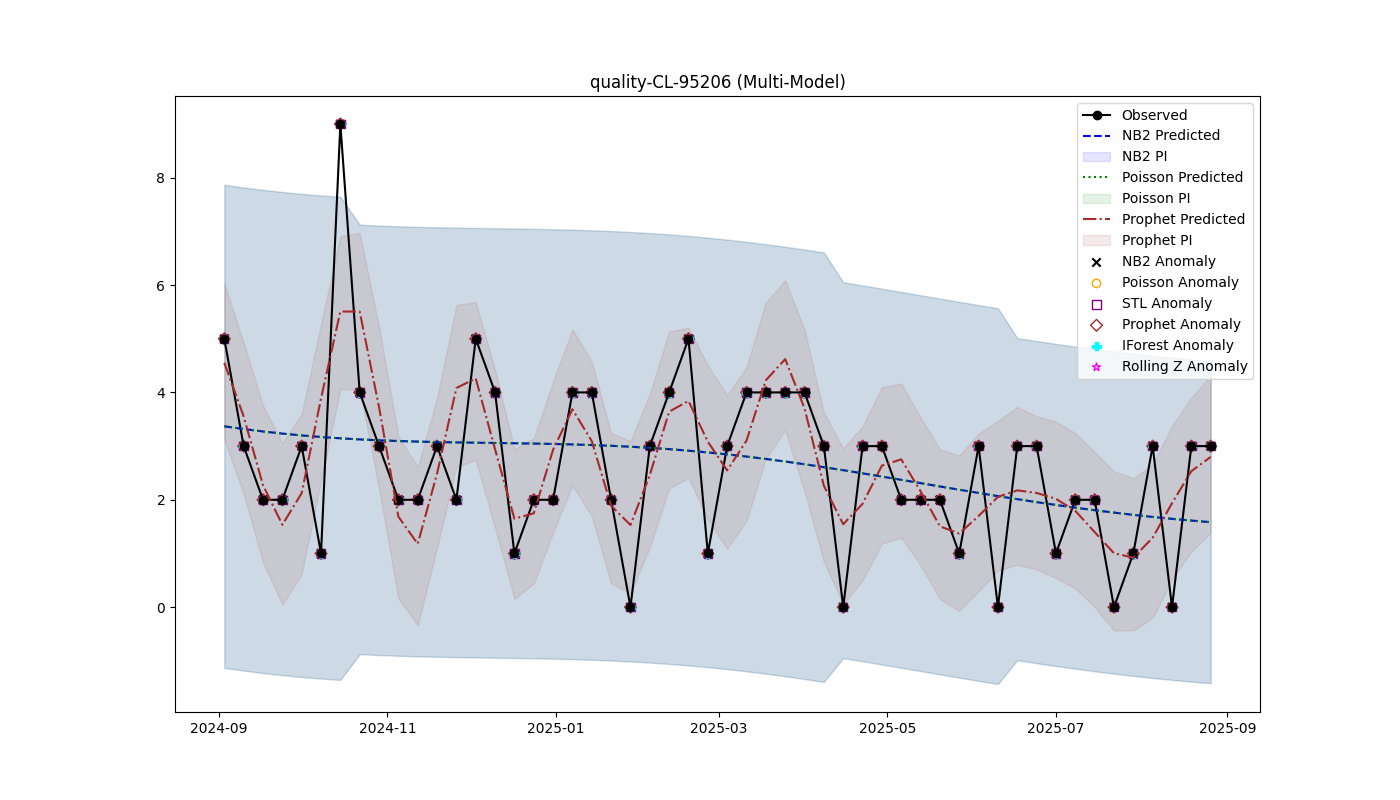 quality-CL-95206 (Multi-Model)
Observed
NB2 Predicted
NB2 PI
Poisson Predicted
Poisson PI
Prophet Predicted
Prophet PI
NB2 Anomaly
Poisson Anomaly
STL Anomaly
Prophet Anomaly
IForest Anomaly
Rolling Z Anomaly
8
6
4
2
0
2024-09 2024-11 2025-01 2025-03 2025-05 2025-07 2025-09